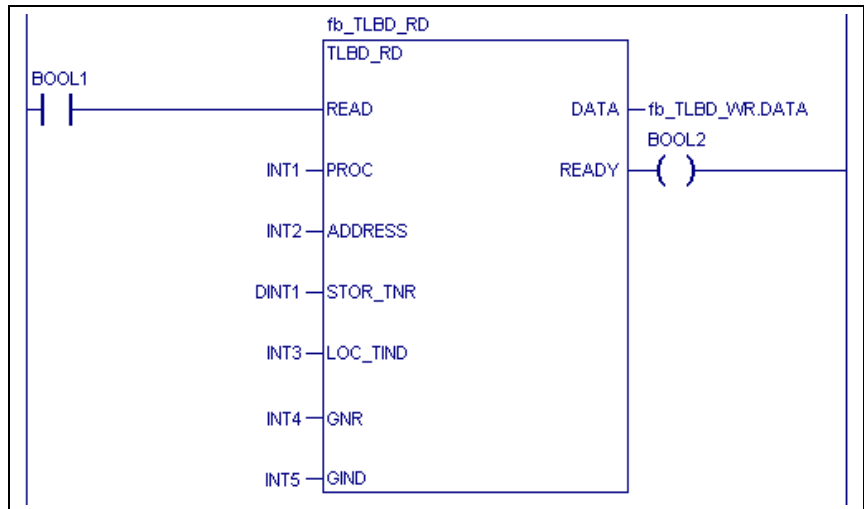 fb_TLBD_RD
TLBD_RD
BOOL1
READ
DATA
fb_TLBD_WR.DATA
BOOL2
INT1
PROC
READY
INT2
ADDRESS
DINT1
STOR_TNR
INT3
LOC_TIND
INT4
GNR
INT5
GIND